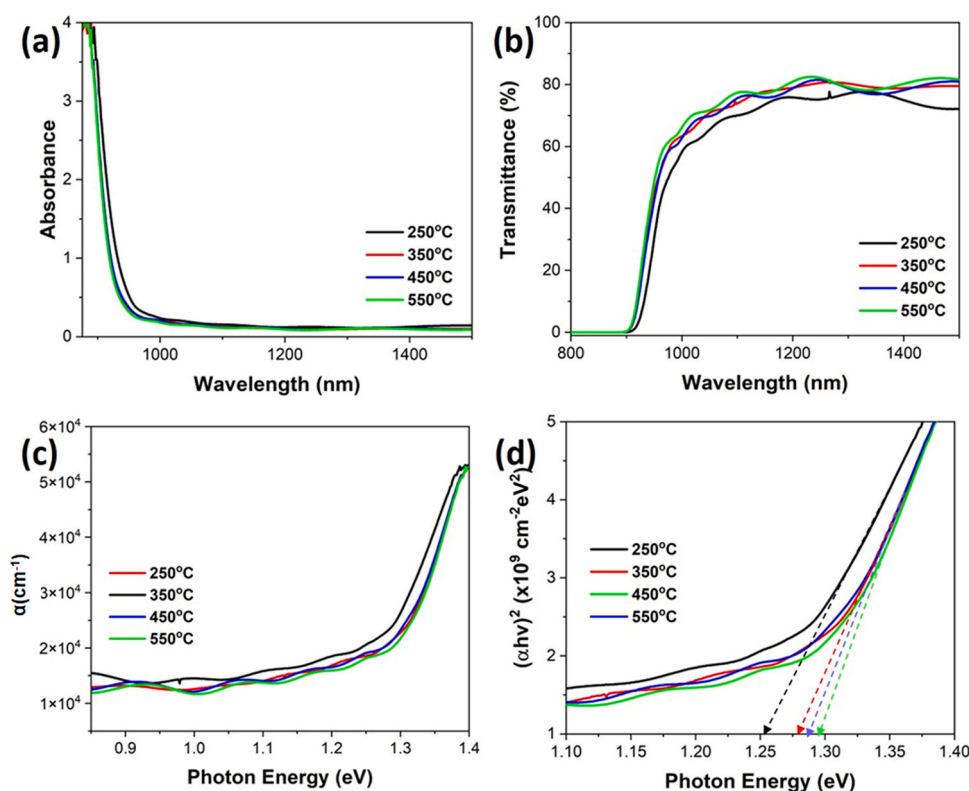 (a)
Absorbance
4
3
2
1
0
1000
1200
1400
Wavelength (nm)
250°C
350°C
450°C
550°C
(b)
Transmittance (%)
100
80
60
40
20
0
800
1000
1200
1400
Wavelength (nm)
250°C
350°C
450°C
550°C
(c)
α(cm⁻¹)
6×10⁴
5×10⁴
4×10⁴
3×10⁴
2×10⁴
1×10⁴
0.9
1.0
1.1
1.2
1.3
1.4
Photon Energy (eV)
250°C
350°C
450°C
550°C
(d)
(αhν)² (x10⁹ cm⁻²eV²)
5
4
3
2
1
1.10
1.15
1.20
1.25
1.30
1.35
1.40
Photon Energy (eV)
250°C
350°C
450°C
550°C